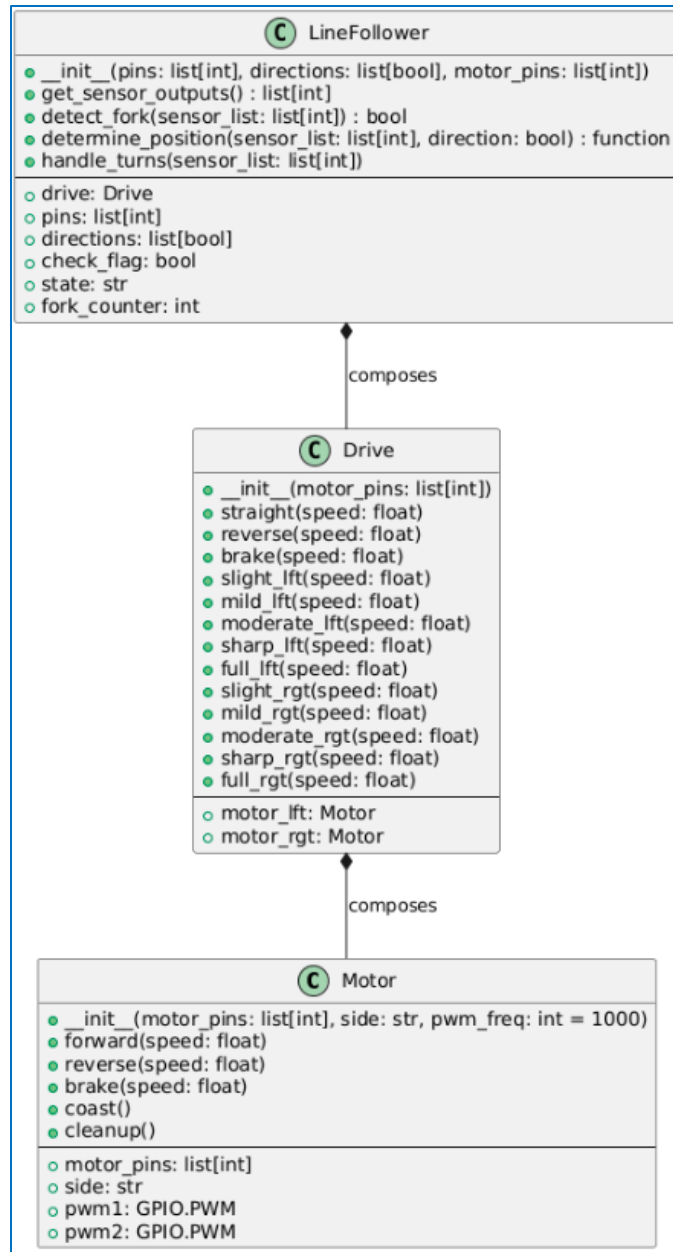 C LineFollower
__init__(pins: list[int], directions: list[bool], motor_pins: list[int])
get_sensor_outputs() : list[int]
detect_fork(sensor_list: list[int]) : bool
determine_position(sensor_list: list[int], direction: bool) : function
handle_turns(sensor_list: list[int])
drive: Drive
pins: list[int]
directions: list[bool]
check_flag: bool
state: str
fork_counter: int
composes
C Drive
__init__(motor_pins: list[int])
straight(speed: float)
reverse(speed: float)
brake(speed: float)
slight_lft(speed: float)
mild_lft(speed: float)
moderate_lft(speed: float)
sharp_lft(speed: float)
full_lft(speed: float)
slight_rgt(speed: float)
mild_rgt(speed: float)
moderate_rgt(speed: float)
sharp_rgt(speed: float)
full_rgt(speed: float)
motor_lft: Motor
motor_rgt: Motor
composes
C Motor
__init__(motor_pins: list[int], side: str, pwm_freq: int = 1000)
forward(speed: float)
reverse(speed: float)
brake(speed: float)
coast()
cleanup()
motor_pins: list[int]
side: str
pwm1: GPIO.PWM
pwm2: GPIO.PWM